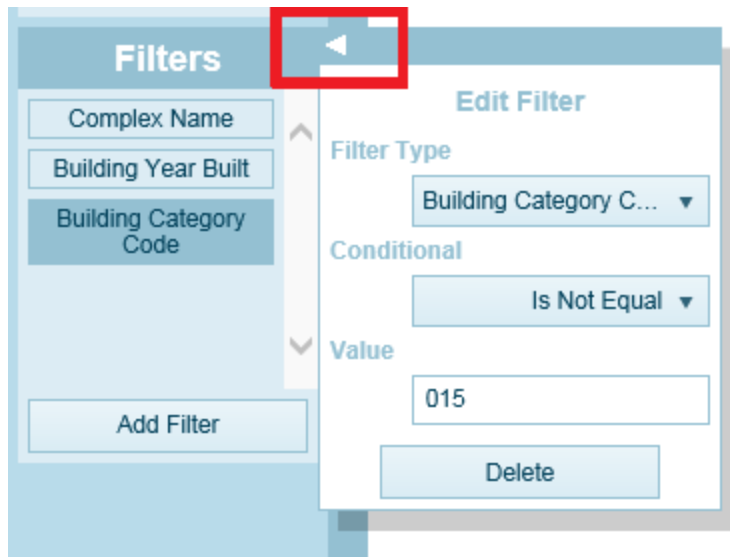 Filters
Complex Name
Building Year Built
Building Category
Code
Add Filter
Edit Filter
Filter Type
Building Category C...
Conditional
Is Not Equal
Value
015
Delete